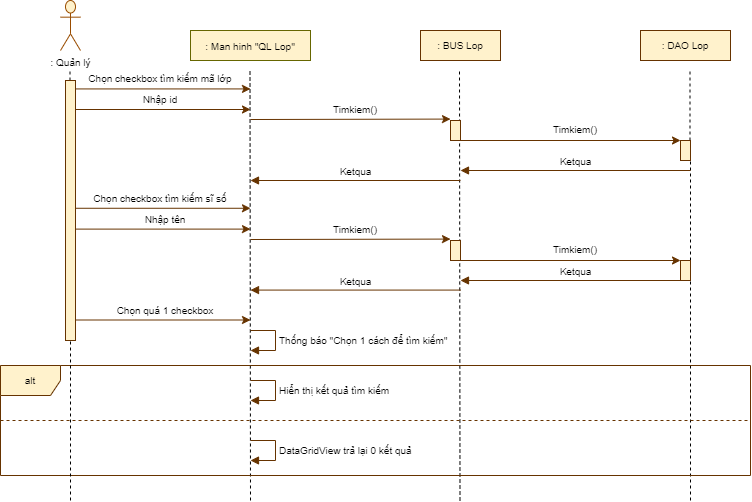 : Quản lý
: Man hinh "QL Lop"
: BUS Lop
: DAO Lop
Chọn checkbox tìm kiếm mã lớp
Nhập id
Timkiem()
Timkiem()
Ketqua
Ketqua
Chọn checkbox tìm kiếm sĩ số
Nhập tên
Timkiem()
Timkiem()
Ketqua
Ketqua
Chọn quá 1 checkbox
Thống báo "Chọn 1 cách để tìm kiếm"
alt
Hiển thị kết quả tìm kiếm
DataGridView trả lại 0 kết quả